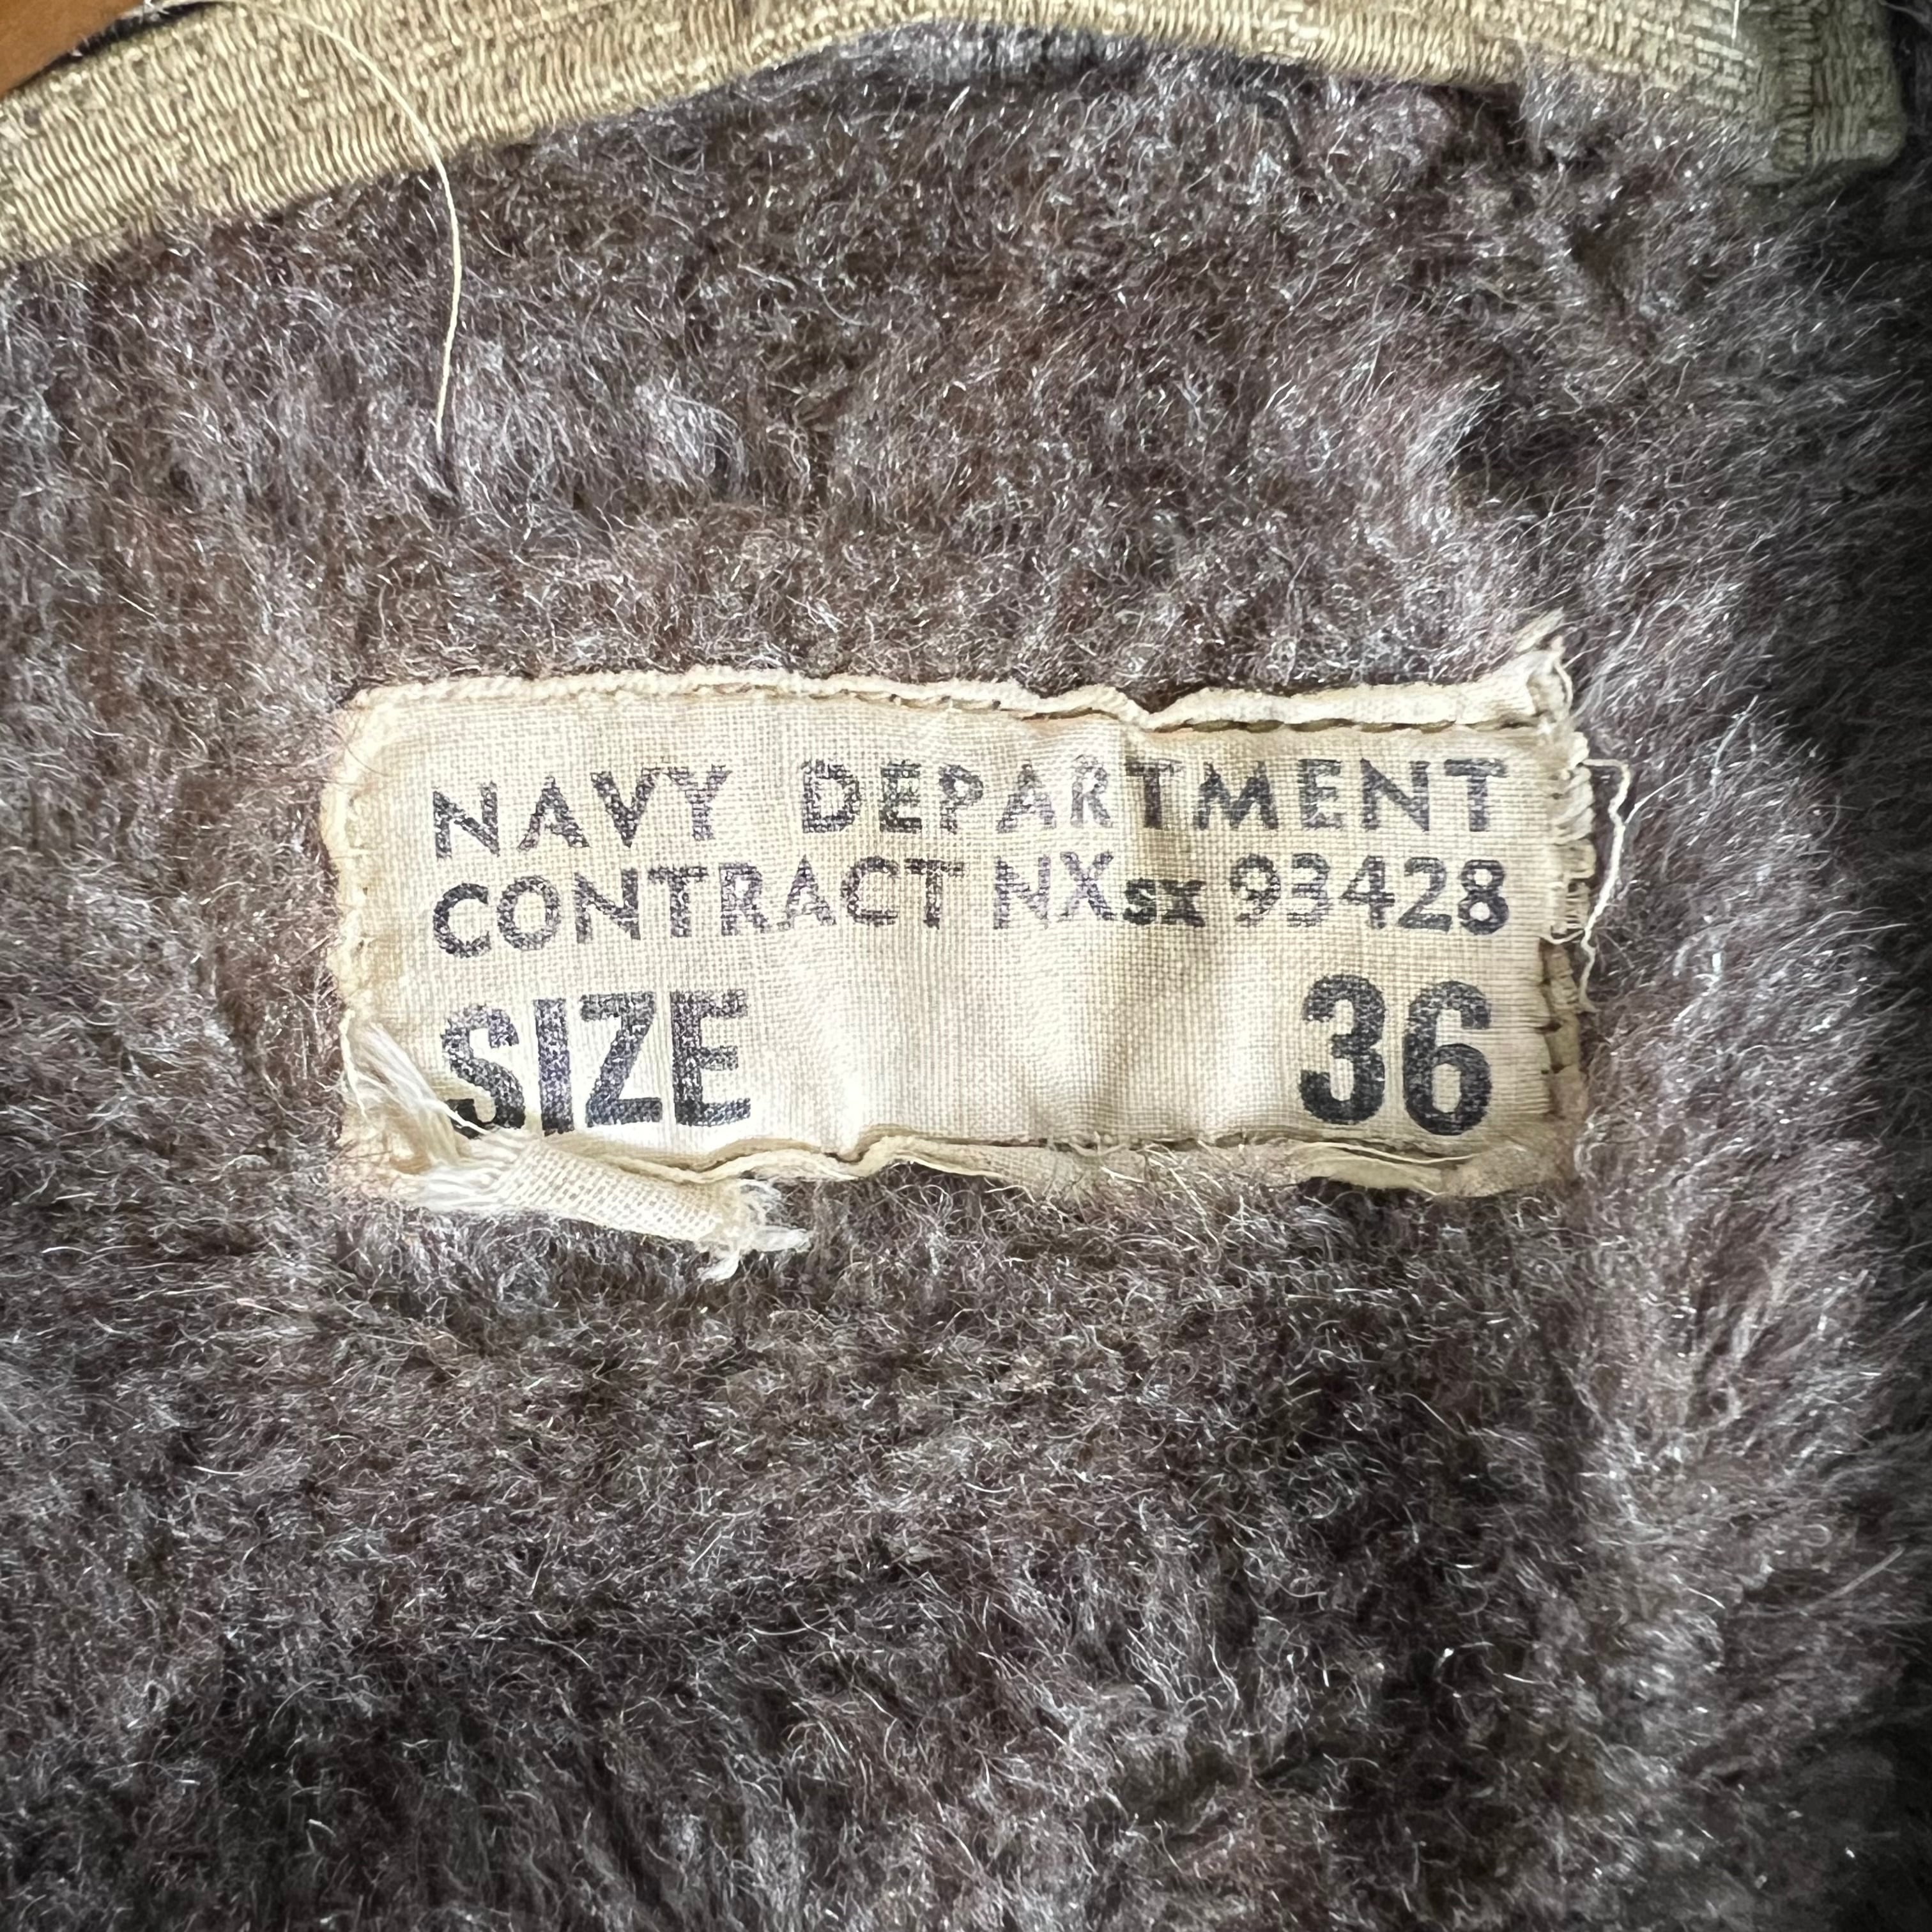 NAVY DEPARTMENT
CONTRACT NXsx 93428
SIZE 36